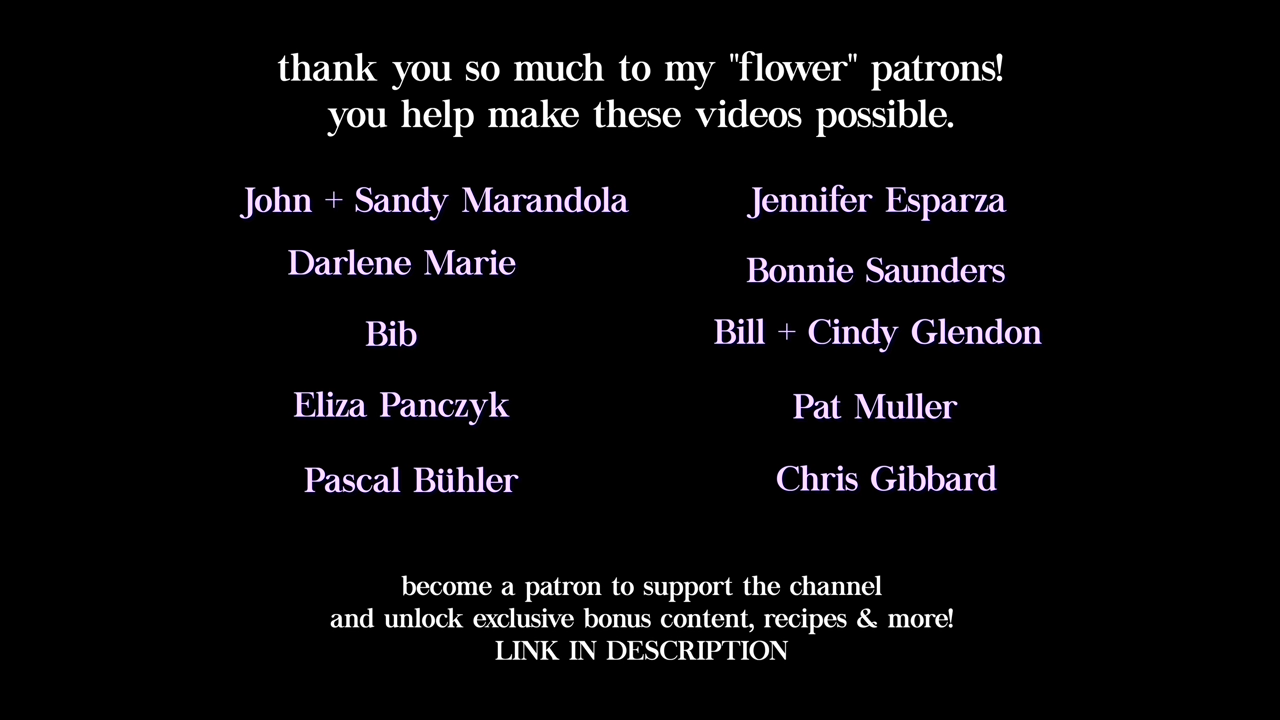 thank you so much to my "flower" patrons!
you help make these videos possible.
John + Sandy Marandola
Jennifer Esparza
Darlene Marie
Bonnie Saunders
Bib
Bill + Cindy Glendon
Eliza Panczyk
Pat Muller
Pascal Bühler
Chris Gibbard
become a patron to support the channel
and unlock exclusive bonus content, recipes & more!
LINK IN DESCRIPTION